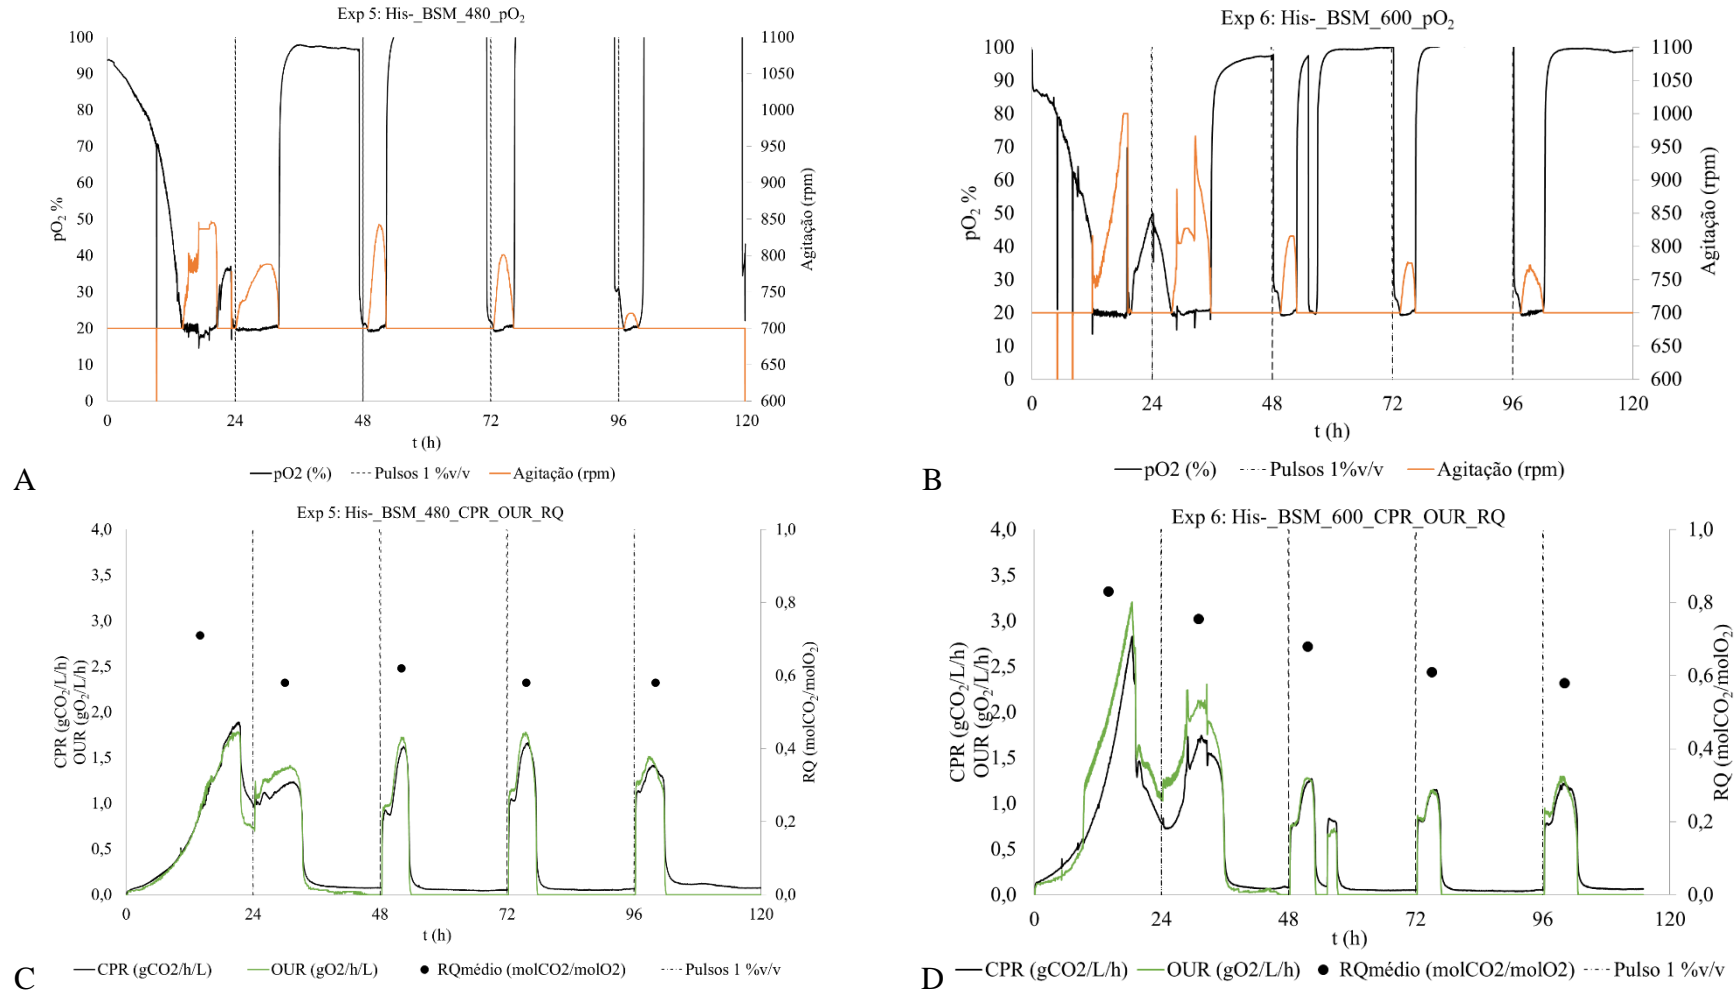 Exp 5: His-_BSM_480_pO2
100
90
80
70
60
50
40
30
20
10
0
pO2 %
1100
1050
1000
950
900
850
800
750
700
650
600
Agitação (rpm)
0 24 48 72 96 120
t (h)
pO2 (%) Pulsos 1 %v/v Agitação (rpm)
A
Exp 6: His-_BSM_600_pO2
100
90
80
70
60
50
40
30
20
10
0
pO2 %
1100
1050
1000
950
900
850
800
750
700
650
600
Agitação (rpm)
0 24 48 72 96 120
t (h)
pO2 (%) Pulsos 1%v/v Agitação (rpm)
B
Exp 5: His-_BSM_480_CPR_OUR_RQ
4,0
3,5
3,0
2,5
2,0
1,5
1,0
0,5
0,0
CPR (gCO2/L/h)
OUR (gO2/L/h)
1,0
0,8
0,6
0,4
0,2
0,0
RQ (molCO2/molO2)
0 24 48 72 96 120
t (h)
CPR (gCO2/h/L) OUR (gO2/h/L) RQmédio (molCO2/molO2) Pulsos 1 %v/v
C
Exp 6: His-_BSM_600_CPR_OUR_RQ
4,0
3,5
3,0
2,5
2,0
1,5
1,0
0,5
0,0
CPR (gCO2/L/h)
OUR (gO2/L/h)
1,0
0,8
0,6
0,4
0,2
0,0
RQ (molCO2/molO2)
0 24 48 72 96 120
t (h)
CPR (gCO2/L/h) OUR (gO2/L/h) RQmédio (molCO2/molO2) Pulso 1 %v/v
D